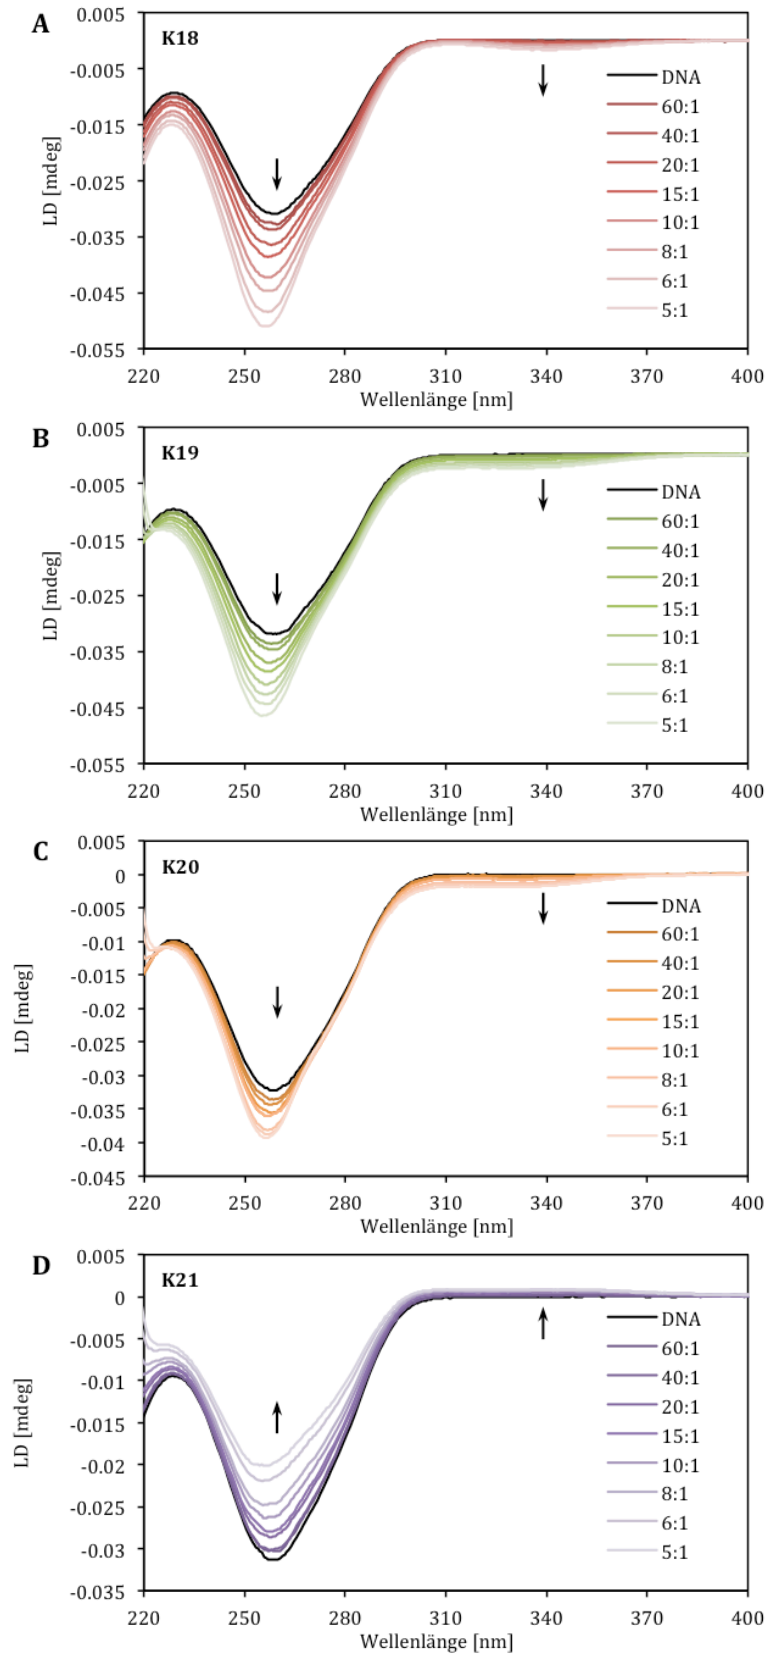 A
K18
0.005
-0.005
-0.015
-0.025
-0.035
-0.045
-0.055
LD [mdeg]
DNA
60:1
40:1
20:1
15:1
10:1
8:1
6:1
5:1
220 250 280 310 340 370 400
Wellenlänge [nm]
B
K19
0.005
-0.005
-0.015
-0.025
-0.035
-0.045
-0.055
LD [mdeg]
DNA
60:1
40:1
20:1
15:1
10:1
8:1
6:1
5:1
220 250 280 310 340 370 400
Wellenlänge [nm]
C
K20
0.005
0
-0.005
-0.01
-0.015
-0.02
-0.025
-0.03
-0.035
-0.04
-0.045
LD [mdeg]
DNA
60:1
40:1
20:1
15:1
10:1
8:1
6:1
5:1
220 250 280 310 340 370 400
Wellenlänge [nm]
D
K21
0.005
0
-0.005
-0.01
-0.015
-0.02
-0.025
-0.03
-0.035
LD [mdeg]
DNA
60:1
40:1
20:1
15:1
10:1
8:1
6:1
5:1
220 250 280 310 340 370 400
Wellenlänge [nm]